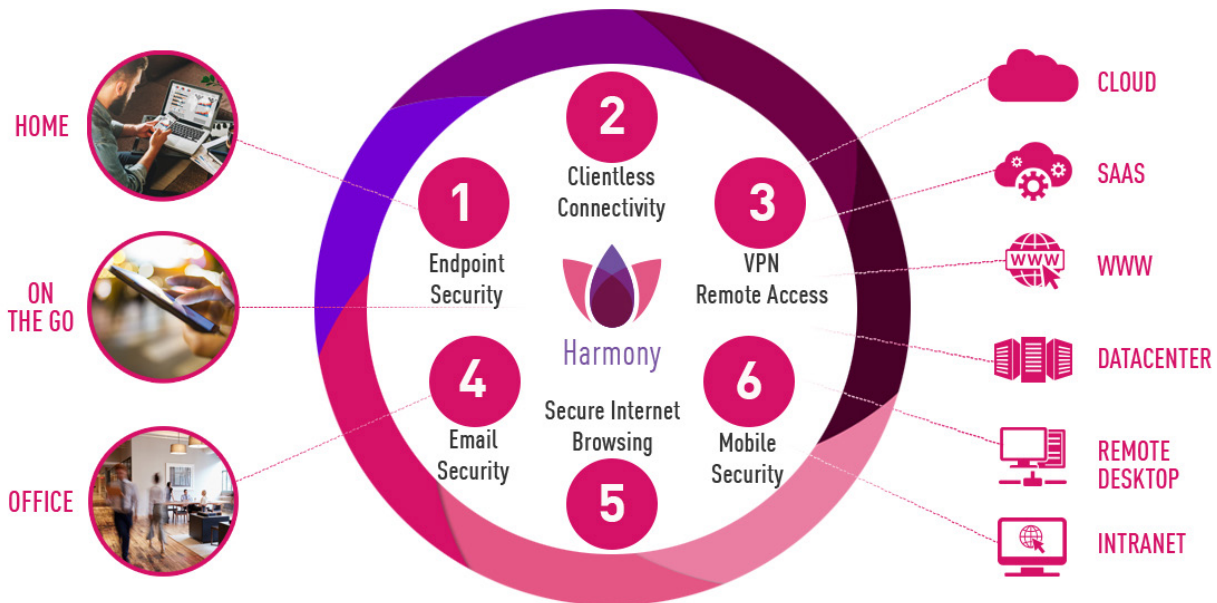 HOME
ON
THE GO
OFFICE
1
Endpoint
Security
2
Clientless
Connectivity
3
VPN
Remote Access
Harmony
4
Email
Security
Secure Internet
Browsing
5
6
Mobile
Security
CLOUD
SAAS
WWW
WWW
DATACENTER
REMOTE
DESKTOP
INTRANET